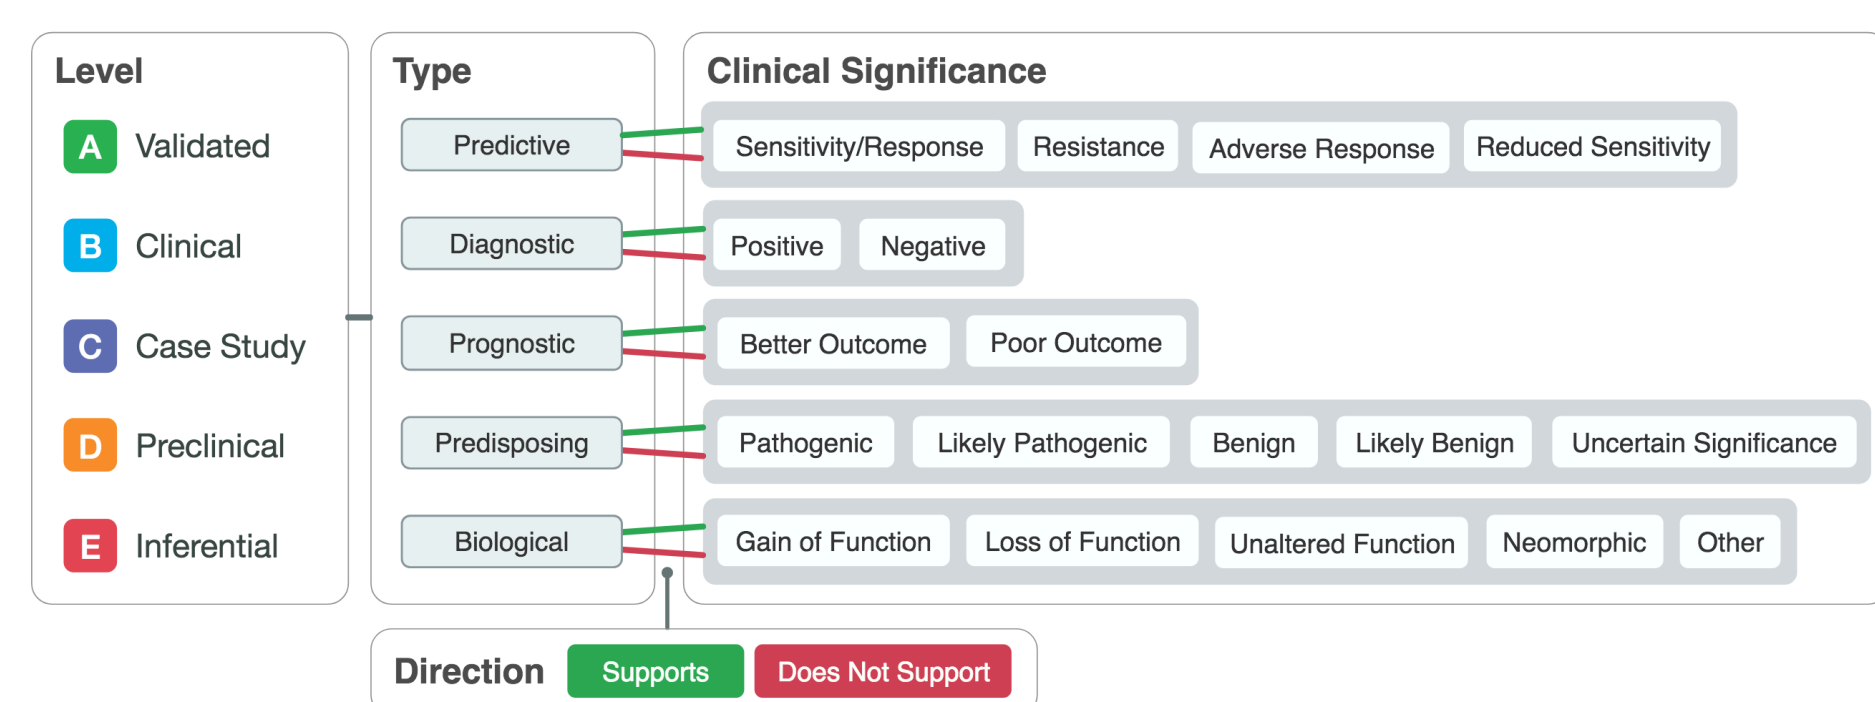 Level
A Validated
B Clinical
C Case Study
D Preclinical
E Inferential
Type
Predictive
Diagnostic
Prognostic
Predisposing
Biological
Clinical Significance
Sensitivity/Response Resistance Adverse Response Reduced Sensitivity
Positive Negative
Better Outcome Poor Outcome
Pathogenic Likely Pathogenic Benign Likely Benign Uncertain Significance
Gain of Function Loss of Function Unaltered Function Neomorphic Other
Direction Supports Does Not Support